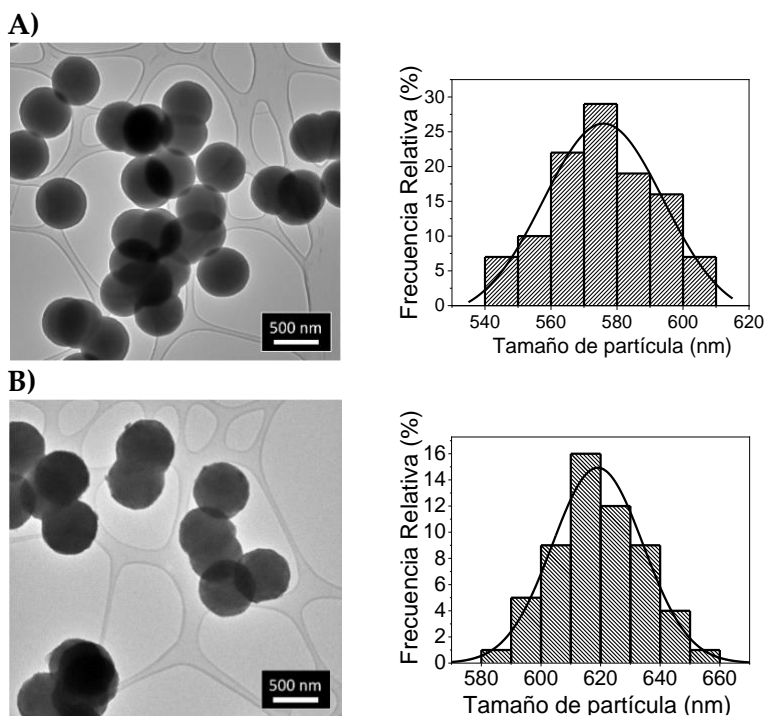 A)
500 nm
Frecuencia Relativa (%)
30
25
20
15
10
5
0
540 560 580 600 620
Tamaño de partícula (nm)
B)
500 nm
Frecuencia Relativa (%)
16
14
12
10
8
6
4
2
0
580 600 620 640 660
Tamaño de partícula (nm)